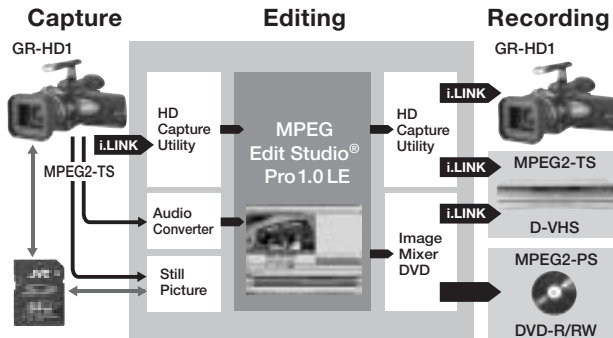 Capture
Editing
Recording
GR-HD1
MPEG2-TS
i.LINK
HD
Capture
Utility
Audio
Converter
Still
Picture
JVC
MPEG
Edit Studio®
Pro1.0 LE
HD
Capture
Utility
Image
Mixer
DVD
i.LINK
i.LINK
i.LINK
GR-HD1
MPEG2-TS
D-VHS
MPEG2-PS
DVD-R/RW